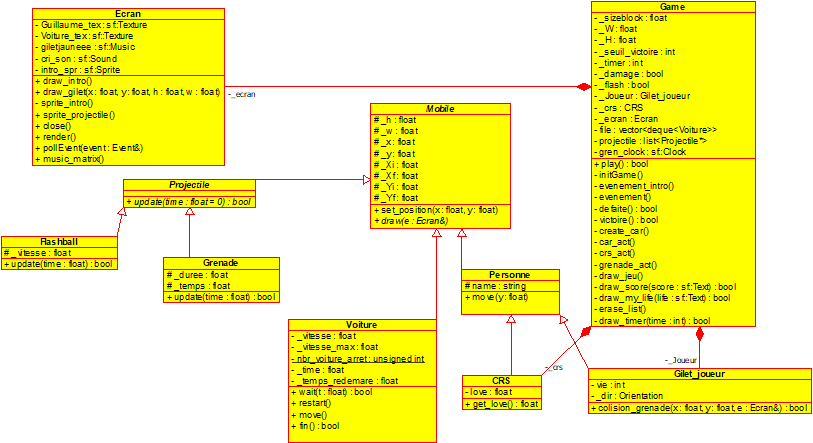 Ecran
- Guillaume_tex : sf::Texture
- Voiture_tex : sf::Texture
- giletjauneee : sf::Music
- cri_son : sf::Sound
- intro_spr : sf::Sprite
+ draw_intro()
+ draw_gilet(x : float, y : float, h : float, w : float)
- sprite_intro()
+ sprite_projectile()
+ close()
+ render()
+ pollEvent(event : Event&)
+ music_matrix()
- _ecran
Game
- _sizeblock : float
- _W : float
- _H : float
- _seuil_victoire : int
- _timer : int
- _damage : bool
- _flash : bool
- _Joueur : Gilet_joueur
- _crs : CRS
- _ecran : Ecran
- file : vector<deque<Voiture>>
- projectile : list<Projectile*>
- gren_clock : sf::Clock
+ play() : bool
- initGame()
- evenement_intro()
- evenement()
- defaite() : bool
- victoire() : bool
- create_car()
- car_act()
- crs_act()
- grenade_act()
- draw_jeu()
- draw_score(score : sf::Text) : bool
- draw_my_life(life : sf::Text) : bool
- erase_list()
- draw_timer(time : int) : bool
Mobile
# _h : float
# _w : float
# _x : float
# _y : float
# _Xi : float
# _Xf : float
# _Yi : float
# _Yf : float
+ set_position(x : float, y : float)
+ draw(e : Ecran&)
Projectile
+ update(time : float = 0) : bool
Flashball
# _vitesse : float
+ update(time : float) : bool
Grenade
# _duree : float
# _temps : float
+ update(time : float) : bool
Personne
# name : string
+ move(y : float)
Voiture
- _vitesse : float
- _vitesse_max : float
- nbr_voiture_arret : unsigned int
- _time : float
- _temps_redemare : float
+ wait(t : float) : bool
+ restart()
+ move()
+ fin() : bool
- _crs
- _Joueur
CRS
- love : float
+ get_love() : float
Gilet_joueur
- vie : int
- _dir : Orientation
+ colision_grenade(x : float, y : float, e : Ecran&) : bool